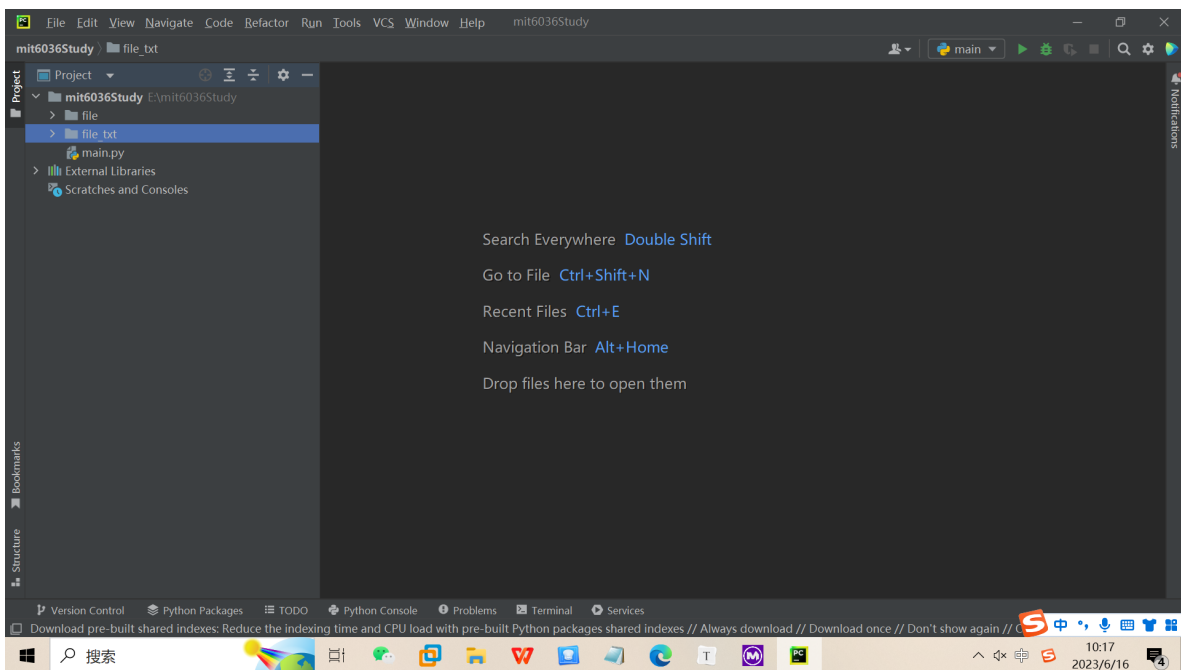 PC File Edit View Navigate Code Refactor Run Tools VCS Window Help mit6036Study
mit6036Study file_txt main
Project
Project
mit6036Study E:\mit6036Study
file
file_txt
main.py
External Libraries
Scratches and Consoles
Notifications
Search Everywhere Double Shift
Go to File Ctrl+Shift+N
Recent Files Ctrl+E
Navigation Bar Alt+Home
Drop files here to open them
Bookmarks
Structure
Version Control Python Packages TODO Python Console Problems Terminal Services
Download pre-built shared indexes: Reduce the indexing time and CPU load with pre-built Python packages shared indexes // Always download // Download once // Don't show again // C
S 中
搜索
W T M PC
中 S 10:17
2023/6/16 4